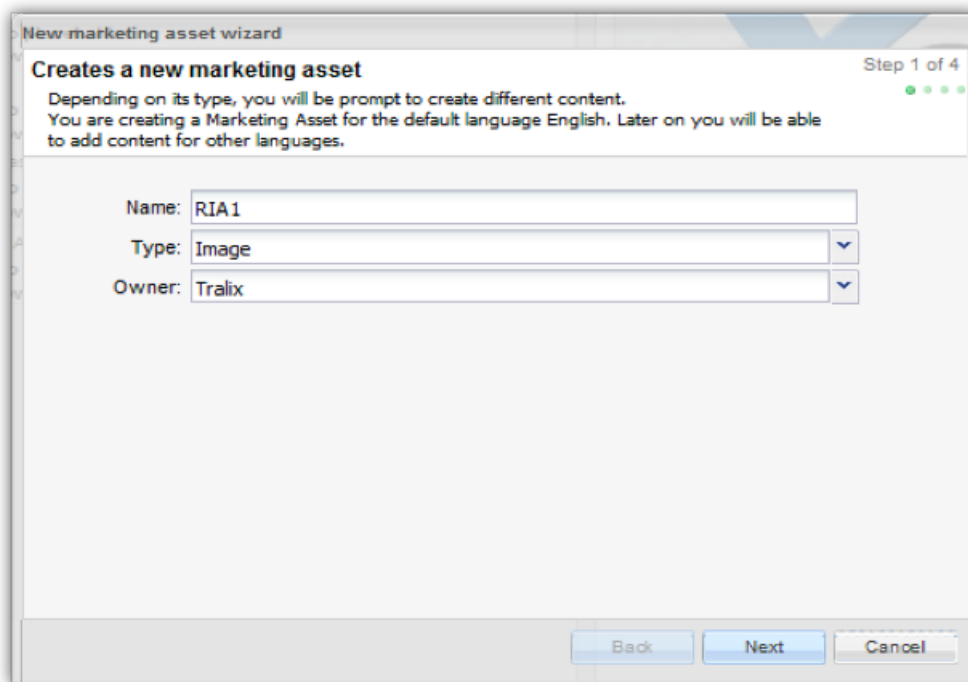 New marketing asset wizard
Creates a new marketing asset
Step 1 of 4
Depending on its type, you will be prompt to create different content.
You are creating a Marketing Asset for the default language English. Later on you will be able
to add content for other languages.
Name: RIA1
Type: Image
Owner: Tralix
Back Next Cancel